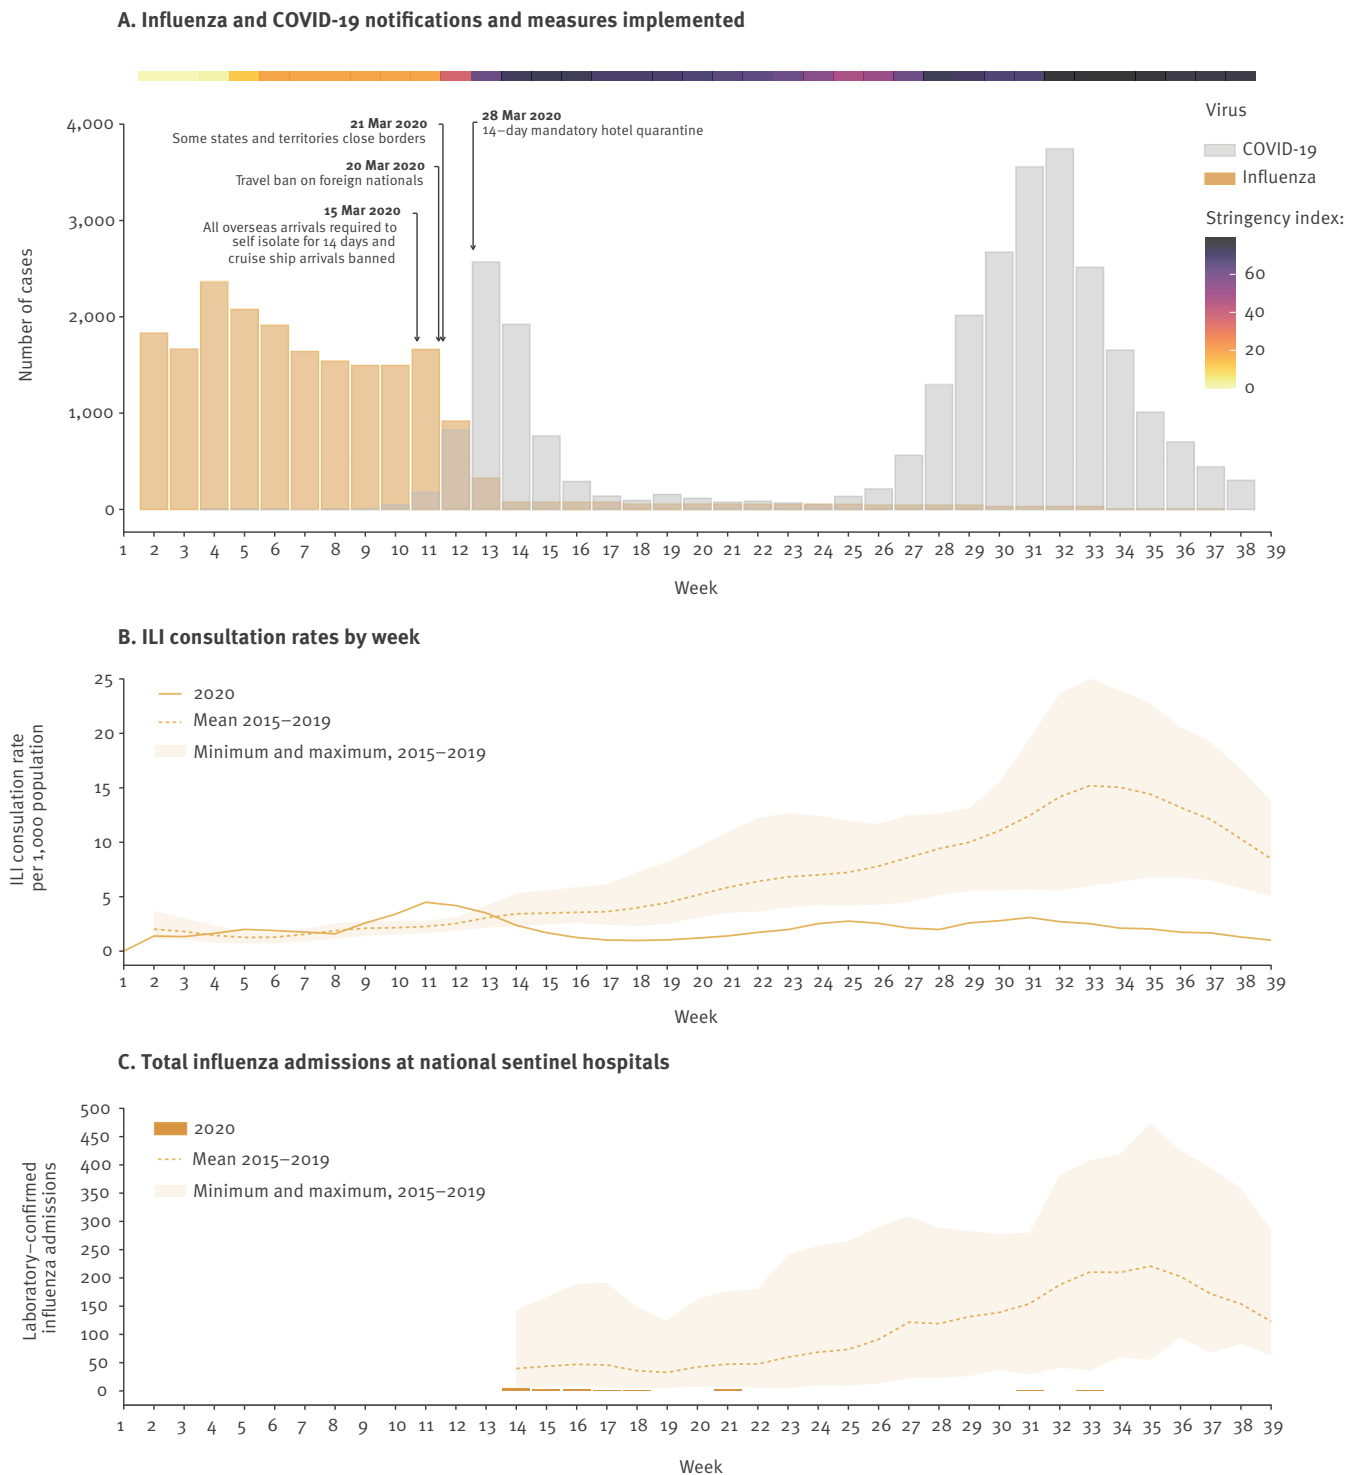 A. Influenza and COVID-19 notifications and measures implemented
4,000
3,000
2,000
1,000
0
Number of cases
21 Mar 2020
Some states and territories close borders
20 Mar 2020
Travel ban on foreign nationals
15 Mar 2020
All overseas arrivals required to
self isolate for 14 days and
cruise ship arrivals banned
28 Mar 2020
14–day mandatory hotel quarantine
Virus
COVID-19
Influenza
Stringency index:
60
40
20
0
1 2 3 4 5 6 7 8 9 10 11 12 13 14 15 16 17 18 19 20 21 22 23 24 25 26 27 28 29 30 31 32 33 34 35 36 37 38 39
Week
B. ILI consultation rates by week
25
20
15
10
5
0
ILI consulation rate
per 1,000 population
2020
Mean 2015–2019
Minimum and maximum, 2015–2019
1 2 3 4 5 6 7 8 9 10 11 12 13 14 15 16 17 18 19 20 21 22 23 24 25 26 27 28 29 30 31 32 33 34 35 36 37 38 39
Week
C. Total influenza admissions at national sentinel hospitals
500
450
400
350
300
250
200
150
100
50
0
Laboratory–confirmed
influenza admissions
2020
Mean 2015–2019
Minimum and maximum, 2015–2019
1 2 3 4 5 6 7 8 9 10 11 12 13 14 15 16 17 18 19 20 21 22 23 24 25 26 27 28 29 30 31 32 33 34 35 36 37 38 39
Week